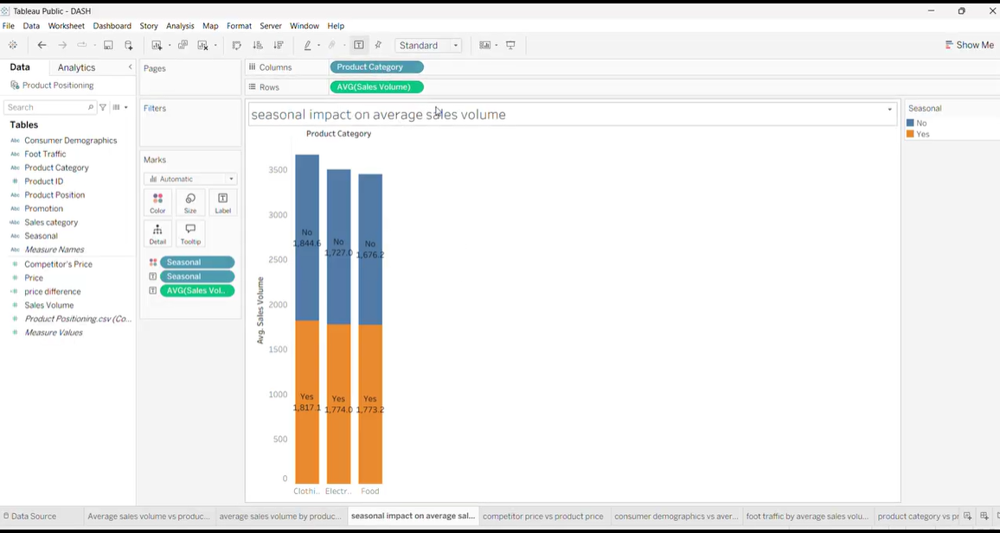 Tableau Public - DASH
File Data Worksheet Dashboard Story Analysis Map Format Server Window Help
Standard
Show Me
Data Analytics
Product Positioning
Search
Tables
Abc Consumer Demographics
Abc Foot Traffic
Abc Product Category
# Product ID
Abc Product Position
Abc Promotion
=Abc Sales category
Abc Seasonal
Abc Measure Names
# Competitor's Price
# Price
=# price difference
# Sales Volume
# Product Positioning.csv (Co...
# Measure Values
Pages
Filters
Marks
Automatic
Color Size Label
Detail Tooltip
Seasonal
Seasonal
AVG(Sales Vol..
Columns Product Category
Rows AVG(Sales Volume)
seasonal impact on average sales volume
Product Category
Avg. Sales Volume
3500
3000
2500
2000
1500
1000
500
0
No
1,844.6
No
1,727.0
No
1,676.2
Yes
1,817.1
Yes
1,774.0
Yes
1,773.2
Clothi.. Electr.. Food
Seasonal
No
Yes
Data Source Average sales volume vs produc... average sales volume by produc... seasonal impact on average sal... competitor price vs product price consumer demographics vs aver... foot traffic by average sales volu... product category vs pr